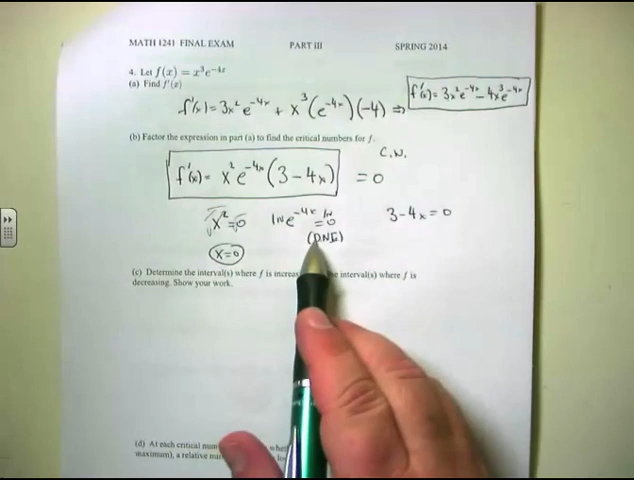 MATH 1241 FINAL EXAM PART III SPRING 2014
4. Let f(x) = x³e⁻⁴ˣ
(a) Find f'(x)
f'(x)=3x²e⁻⁴ˣ + x³(e⁻⁴ˣ)(-4) ⇒ f'(x)=3x²e⁻⁴ˣ-4x³e⁻⁴ˣ
(b) Factor the expression in part (a) to find the critical numbers for f.
C.N.
f'(x)= x²e⁻⁴ˣ(3-4x) = 0
√x²=√0 ln e⁻⁴ˣ = ln 0 3-4x=0
(DNE)
x=0
(c) Determine the interval(s) where f is the interval(s) where f is
decreasing. Show your work.
(d) At each critical
maximum), a relative